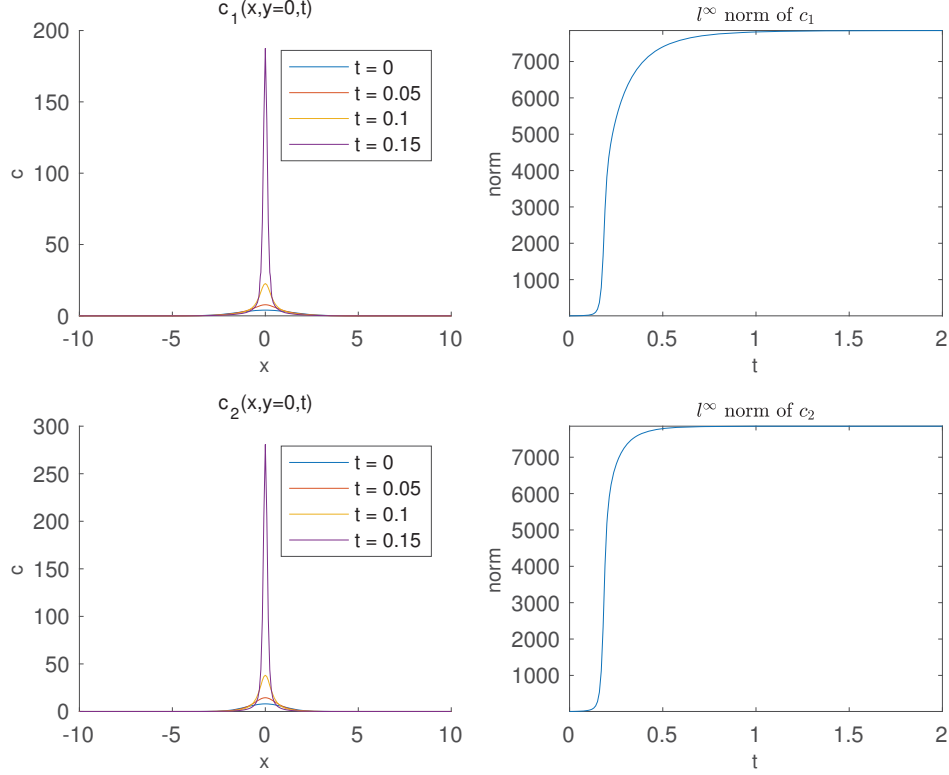 c₁(x,y=0,t)
200
150
100
50
0
c
-10
-5
0
5
10
x
t = 0
t = 0.05
t = 0.1
t = 0.15
l^∞ norm of c₁
7000
6000
5000
4000
3000
2000
1000
norm
0
0.5
1
1.5
2
t
c₂(x,y=0,t)
300
250
200
150
100
50
0
c
-10
-5
0
5
10
x
t = 0
t = 0.05
t = 0.1
t = 0.15
l^∞ norm of c₂
7000
6000
5000
4000
3000
2000
1000
norm
0
0.5
1
1.5
2
t